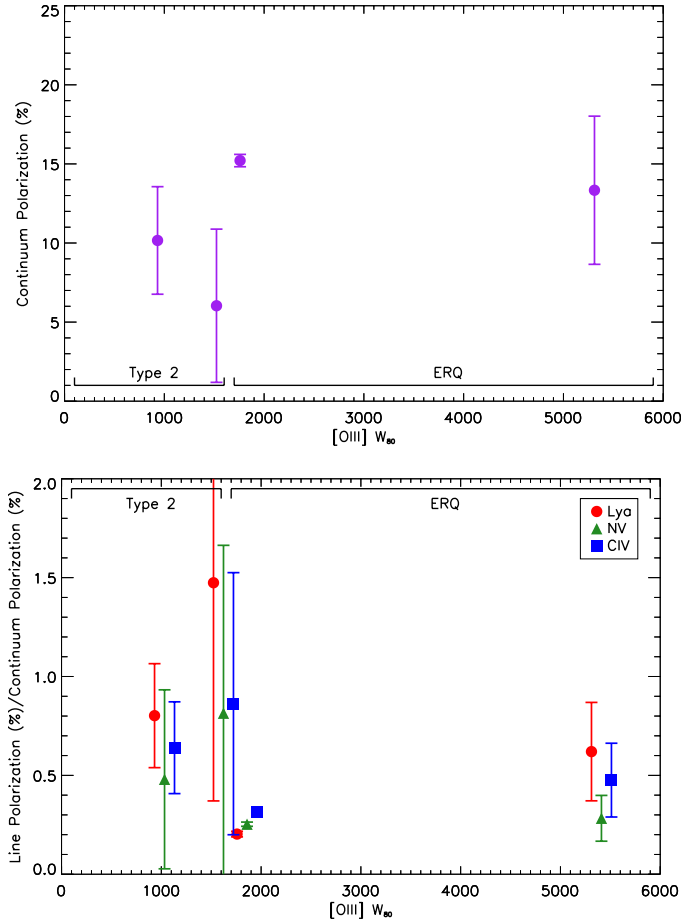 25
20
15
10
5
0
Continuum Polarization (%)
Type 2
ERQ
0 1000 2000 3000 4000 5000 6000
[OIII] W80
2.0
1.5
1.0
0.5
0.0
Line Polarization (%)/Continuum Polarization (%)
Type 2
ERQ
Lya
NV
CIV
0 1000 2000 3000 4000 5000 6000
[OIII] W80